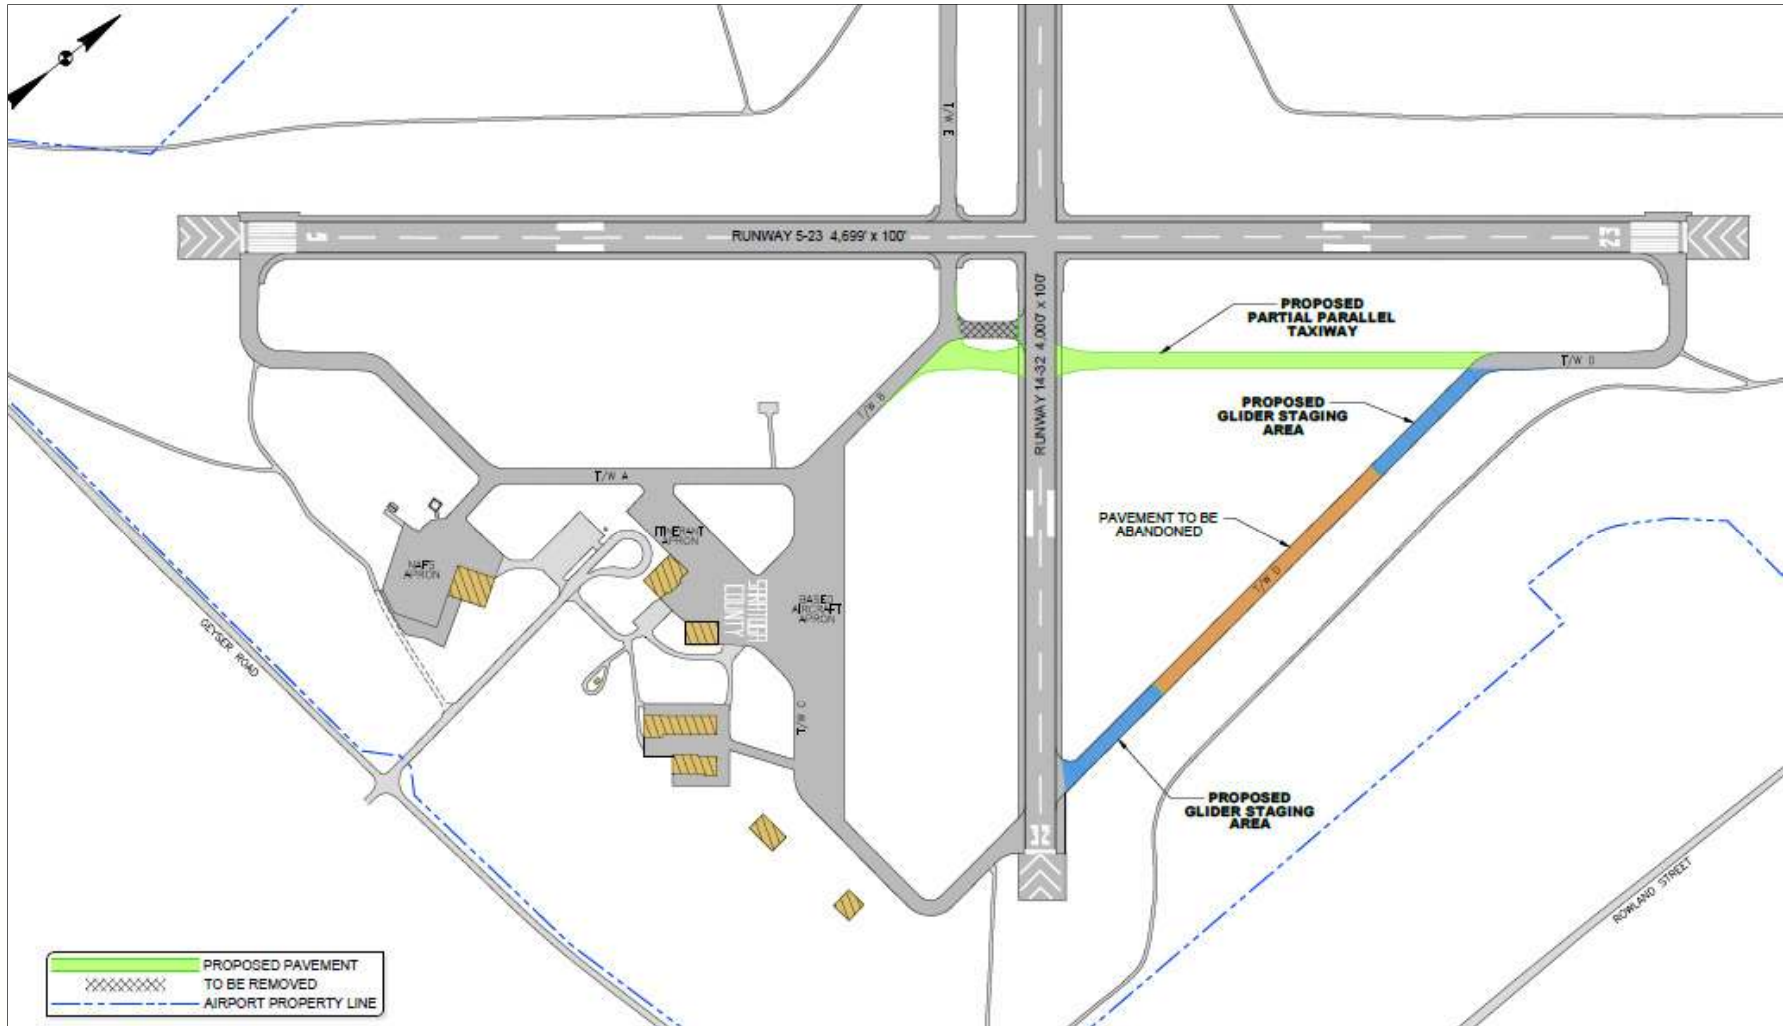 T/W E
RUNWAY 5-23 4,699' x 100'
5
23
RUNWAY 14-32 4,000' x 100'
PROPOSED
PARTIAL PARALLEL
TAXIWAY
T/W D
T/W B
PROPOSED
GLIDER STAGING
AREA
T/W A
PAVEMENT TO BE
ABANDONED
ITINERANT
APRON
NAFS
APRON
T/W D
SARATOGA
COUNTY
BASED
AIRCRAFT
APRON
GEYSER ROAD
T/W C
PROPOSED
GLIDER STAGING
AREA
32
ROWLAND STREET
PROPOSED PAVEMENT
TO BE REMOVED
AIRPORT PROPERTY LINE